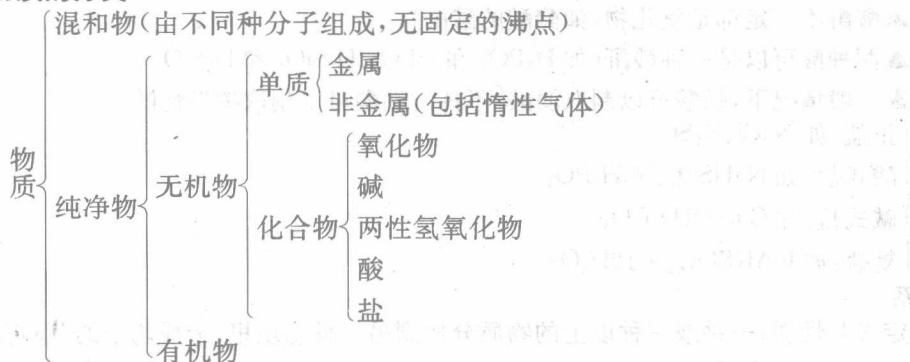 混和物(由不同种分子组成,无固定的沸点)
单质
金属
非金属(包括惰性气体)
物质
纯净物
无机物
化合物
氧化物
碱
两性氢氧化物
酸
盐
有机物